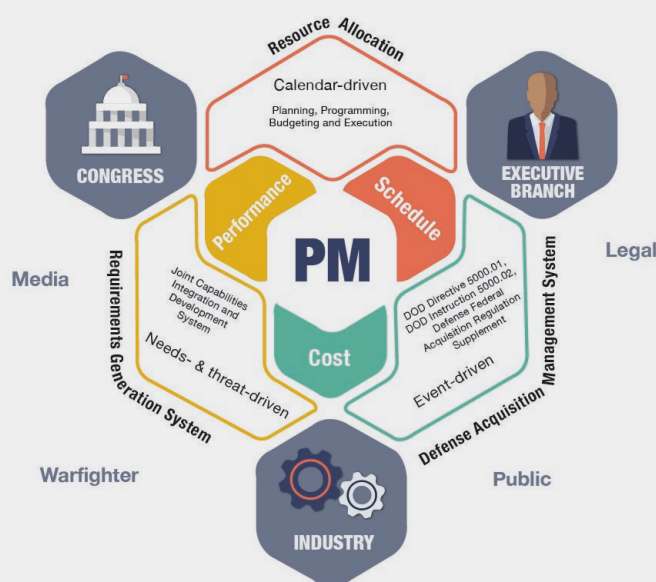 Resource Allocation
Calendar-driven
Planning, Programming,
Budgeting and Execution
CONGRESS
EXECUTIVE
BRANCH
Performance
Schedule
PM
Cost
Media
Legal
Requirements Generation System
Joint Capabilities
Integration and
Development
System
Needs- & threat-driven
DOD Directive 5000.01,
DOD Instruction 5000.02,
Defense Federal
Acquisition Regulation
Supplement
Event-driven
Defense Acquisition Management System
Warfighter
Public
INDUSTRY